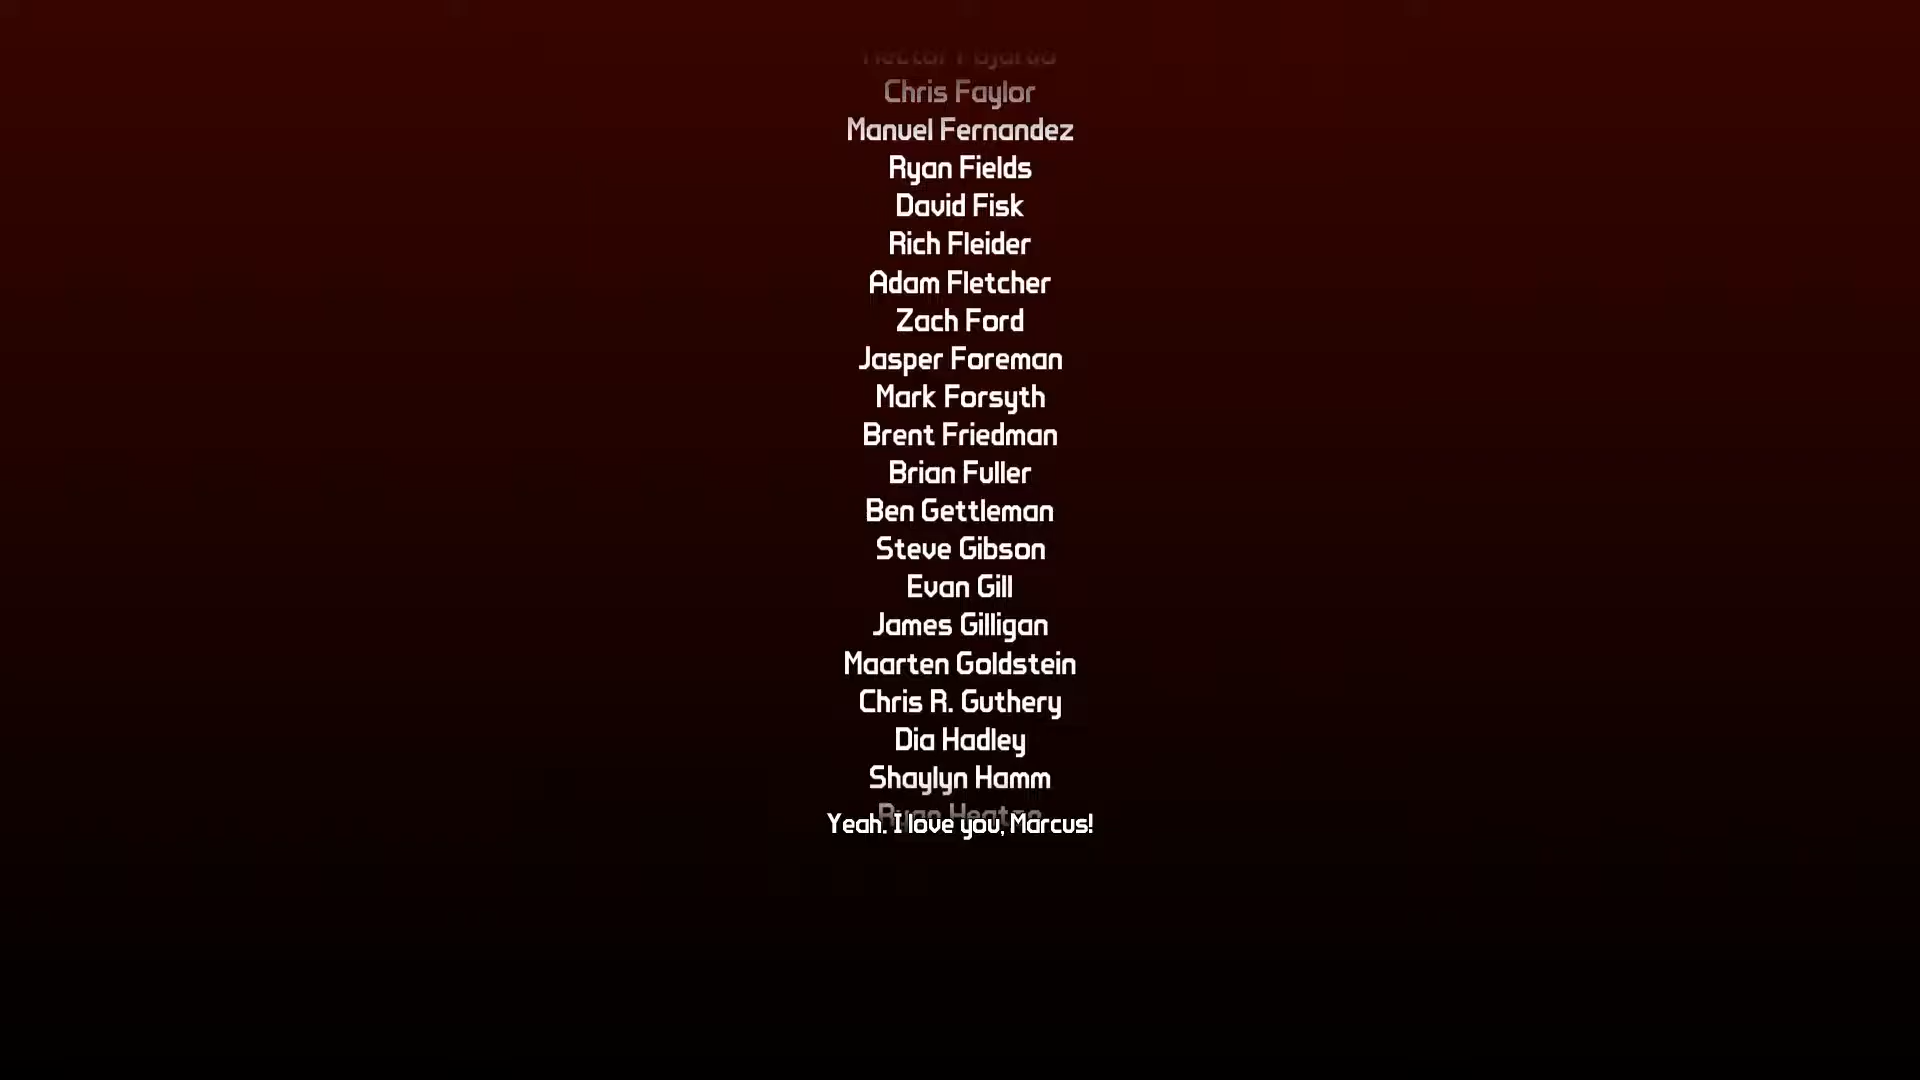 Chris Faylor
Manuel Fernandez
Ryan Fields
David Fisk
Rich Fleider
Adam Fletcher
Zach Ford
Jasper Foreman
Mark Forsyth
Brent Friedman
Brian Fuller
Ben Gettleman
Steve Gibson
Evan Gill
James Gilligan
Maarten Goldstein
Chris R. Guthery
Dia Hadley
Shaylyn Hamm
Ryan Heaton
Yeah. I love you, Marcus!